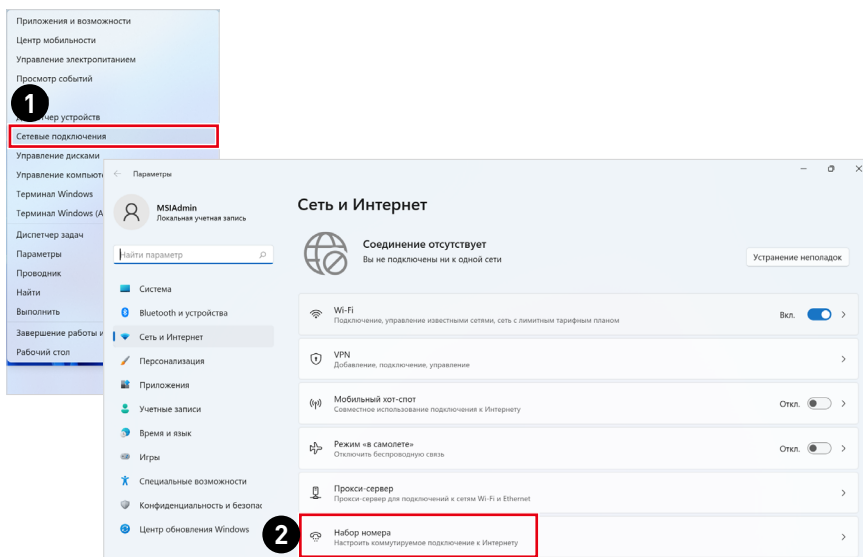 Приложения и возможности
Центр мобильности
Управление электропитанием
Просмотр событий
1
устройств
Сетевые подключения
Управление дисками
Управление
Терминал Windows
Терминал Windows
Диспетчер задач
Параметры
Проводник
Найти
Выполнить
Завершение работы и
Рабочий стол
Параметры
MSIAdmin
Локальная учетная запись
Найти параметр
Система
Bluetooth и устройства
Сеть и Интернет
Персонализация
Приложения
Учетные записи
Время и язык
Игры
Специальные возможности
Конфиденциальность и безопас
Центр обновления Windows
Сеть и Интернет
Соединение отсутствует
Вы не подключены ни к одной сети
Устранение неполадок
Wi-Fi
Подключение, управление известными сетями, сеть с лимитным тарифным планом
Вкл.
VPN
Добавление, подключение, управление
Мобильный хот-спот
Совместное использование подключения к Интернету
Откл.
Режим «в самолете»
Отключить беспроводную связь
Откл.
Прокси-сервер
Прокси-сервер для подключений к сетям Wi-Fi и Ethernet
2
Набор номера
Настроить коммутируемое подключение к Интернету